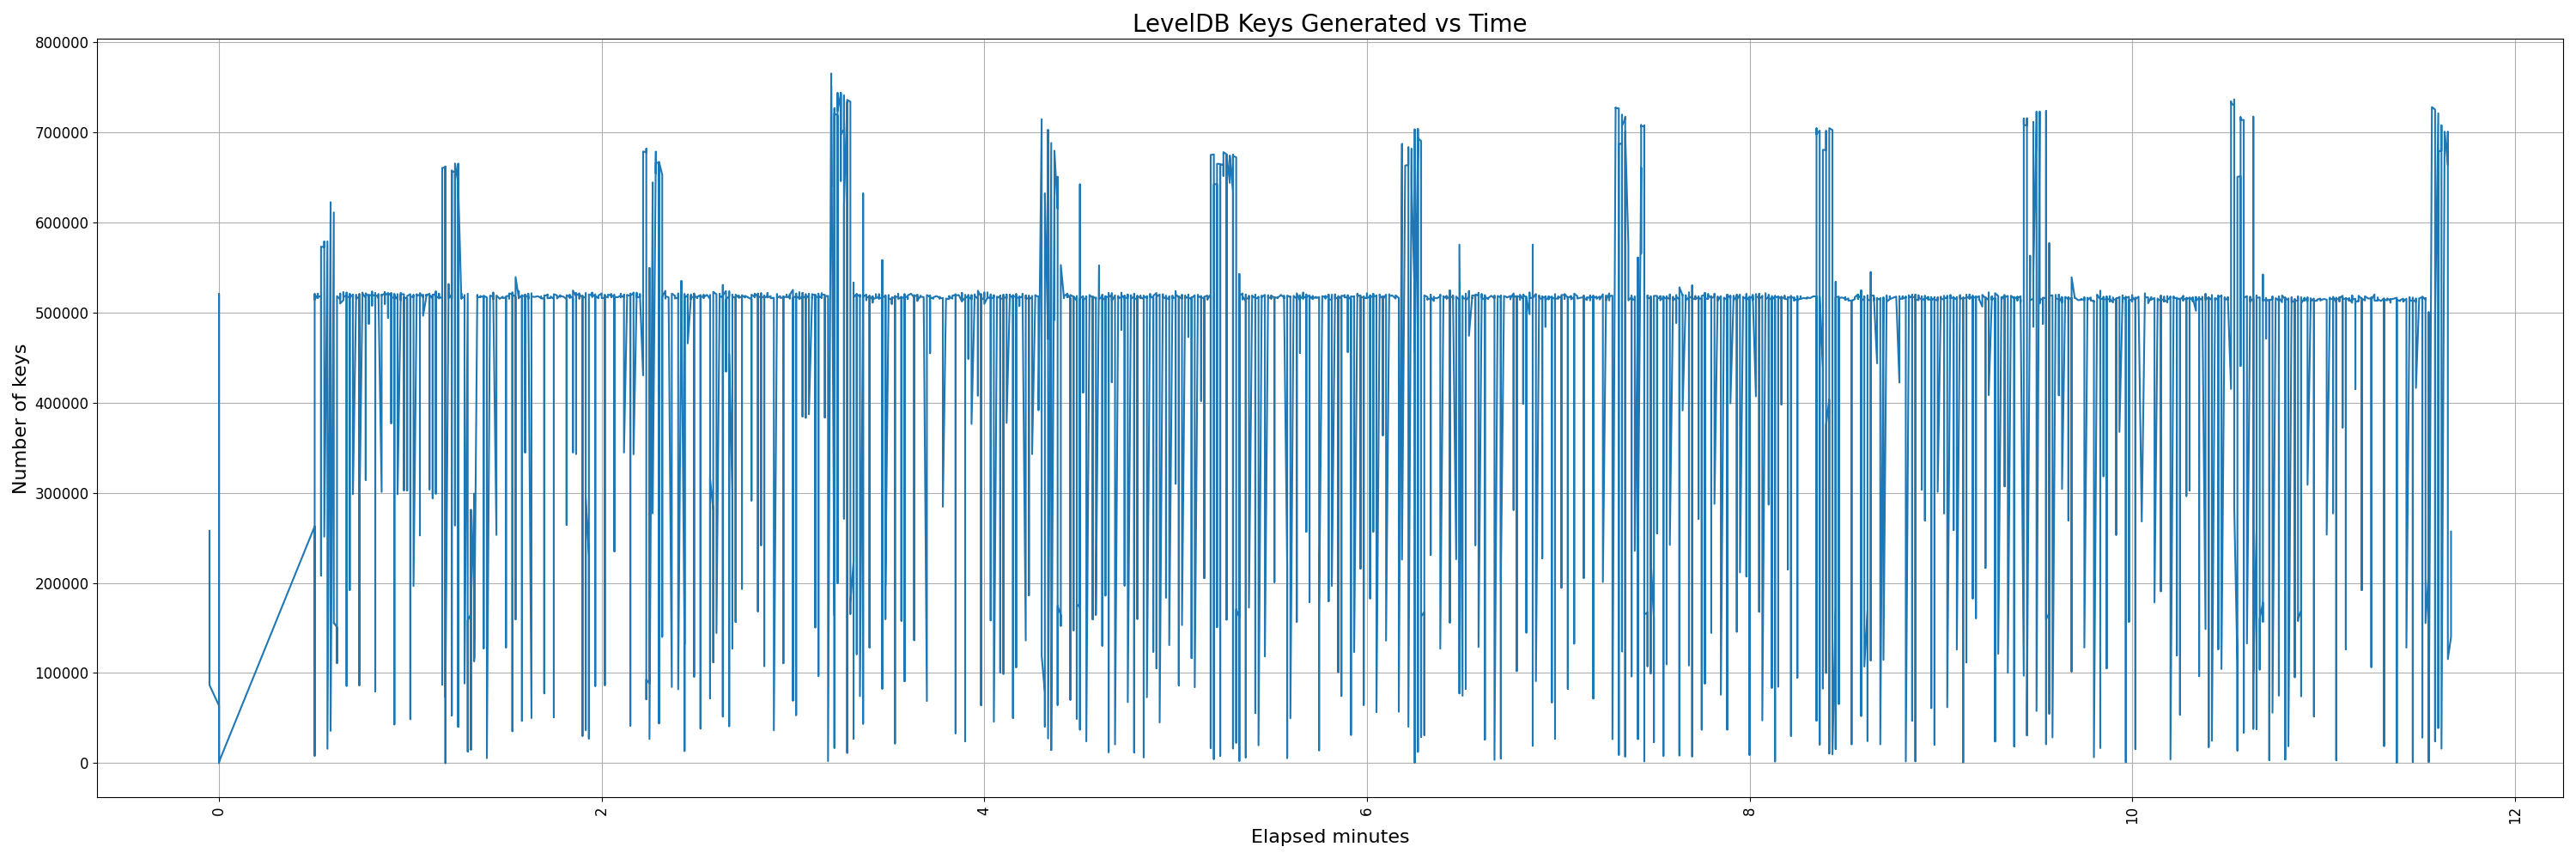 LevelDB Keys Generated vs Time
800000
700000
600000
500000
400000
300000
200000
100000
0
Number of keys
0 2 4 6 8 10 12
Elapsed minutes